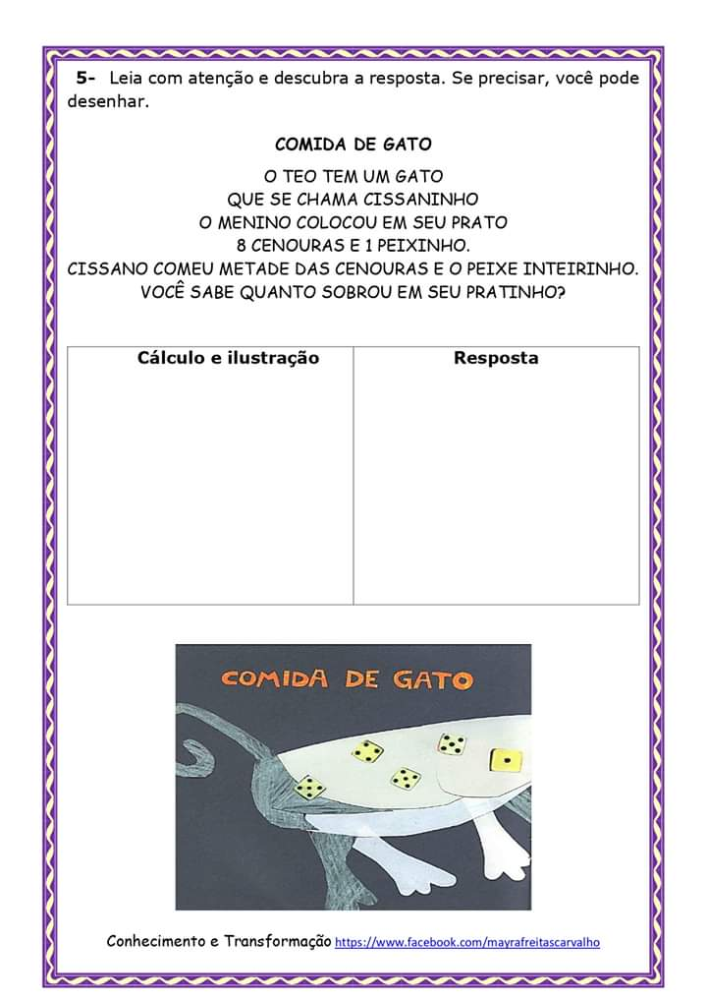 5- Leia com atenção e descubra a resposta. Se precisar, você pode
desenhar.
COMIDA DE GATO
O TEO TEM UM GATO
QUE SE CHAMA CISSANINHO
O MENINO COLOCOU EM SEU PRATO
8 CENOURAS E 1 PEIXINHO.
CISSANO COMEU METADE DAS CENOURAS E O PEIXE INTEIRINHO.
VOCÊ SABE QUANTO SOBROU EM SEU PRATINHO?
Cálculo e ilustração
Resposta
COMIDA DE GATO
Conhecimento e Transformação https://www.facebook.com/mayrafreitascarvalho